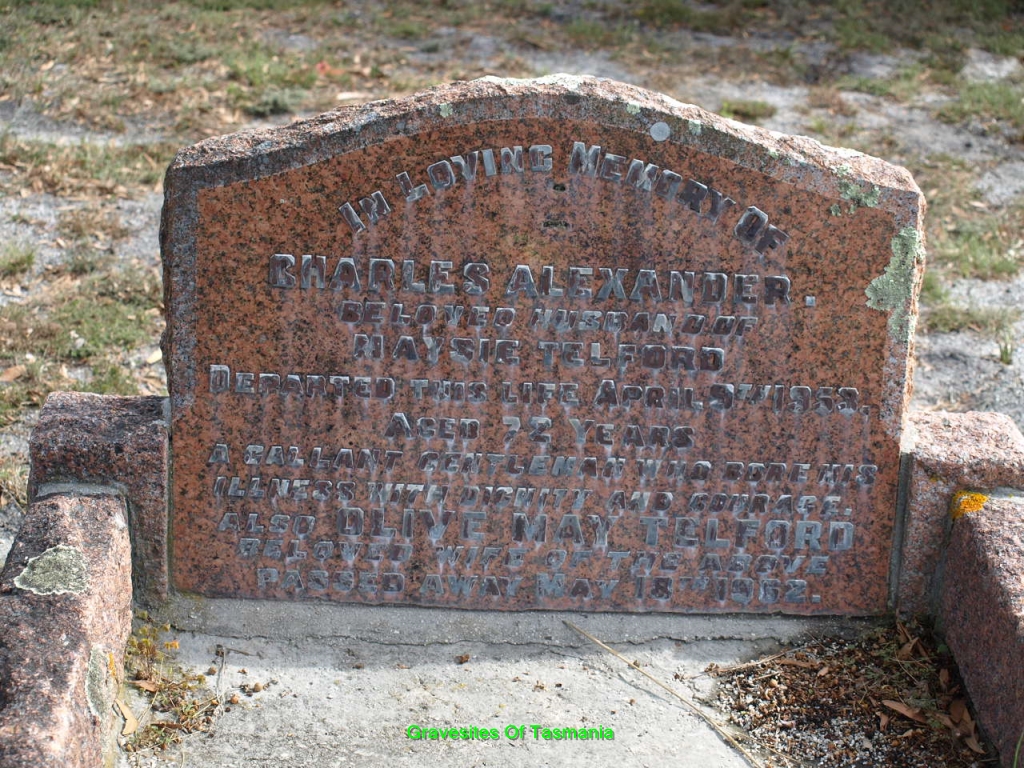 IN LOVING MEMORY OF
CHARLES ALEXANDER.
BELOVED HUSBAND OF
MAYSIE TELFORD
DEPARTED THIS LIFE APRIL 9TH 1953.
AGED 72 YEARS
A GALLANT GENTLEMAN WHO BORE HIS
ILLNESS WITH DIGNITY AND COURAGE.
ALSO OLIVE MAY TELFORD
BELOVED WIFE OF THE ABOVE
PASSED AWAY MAY 18TH 1962.
Gravesites Of Tasmania